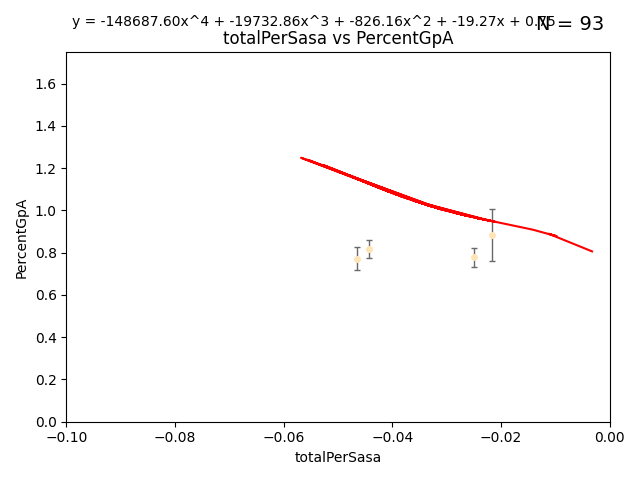 y = -148687.60x^4 + -19732.86x^3 + -826.16x^2 + -19.27x + 0.75
N = 93
totalPerSasa vs PercentGpA
1.6
1.4
1.2
1.0
0.8
0.6
0.4
0.2
0.0
PercentGpA
−0.10 −0.08 −0.06 −0.04 −0.02 0.00
totalPerSasa